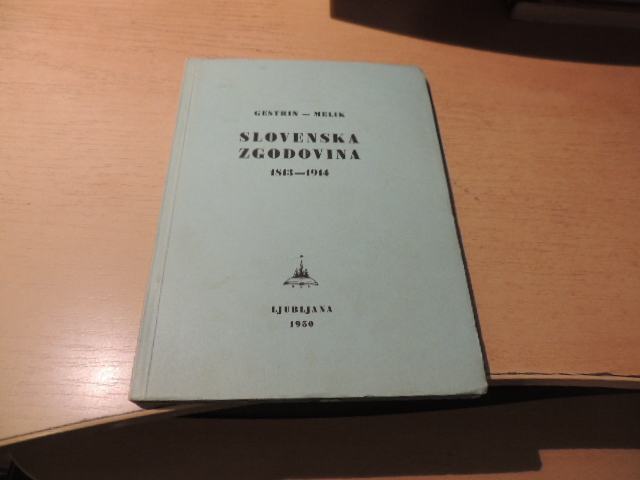 GESTRIN — MELIK
SLOVENSKA
ZGODOVINA
1813—1914
LJUBLJANA
1950